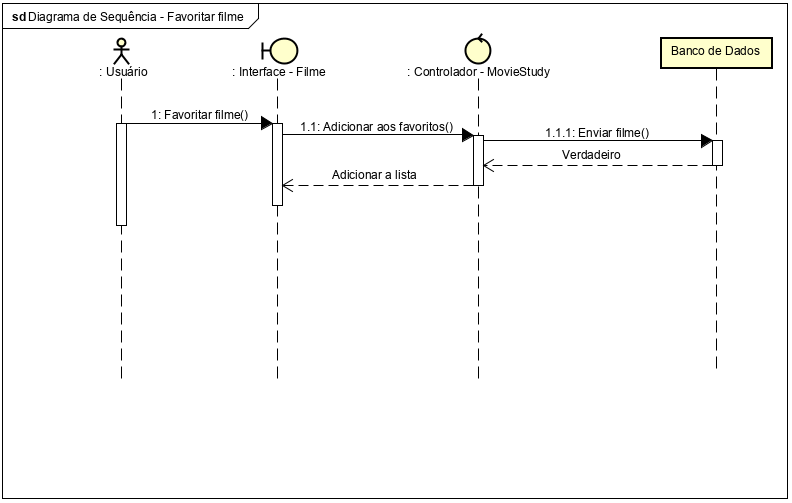 sd Diagrama de Sequência - Favoritar filme
: Usuário
: Interface - Filme
: Controlador - MovieStudy
Banco de Dados
1: Favoritar filme()
1.1: Adicionar aos favoritos()
1.1.1: Enviar filme()
Verdadeiro
Adicionar a lista